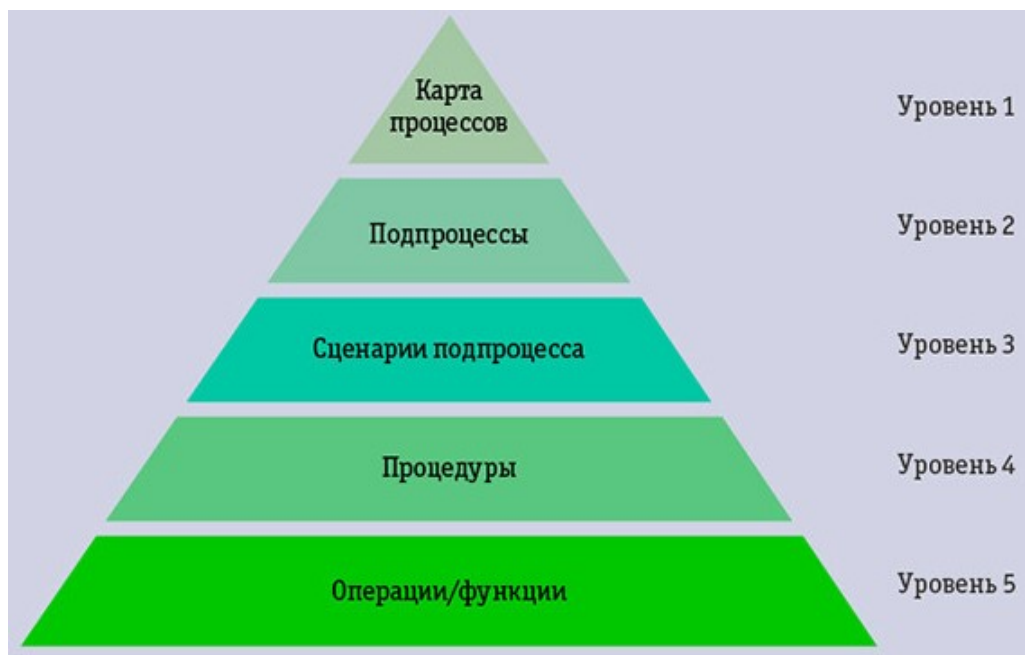 Карта
процессов
Уровень 1
Подпроцессы
Уровень 2
Сценарии подпроцесса
Уровень 3
Процедуры
Уровень 4
Операции/функции
Уровень 5